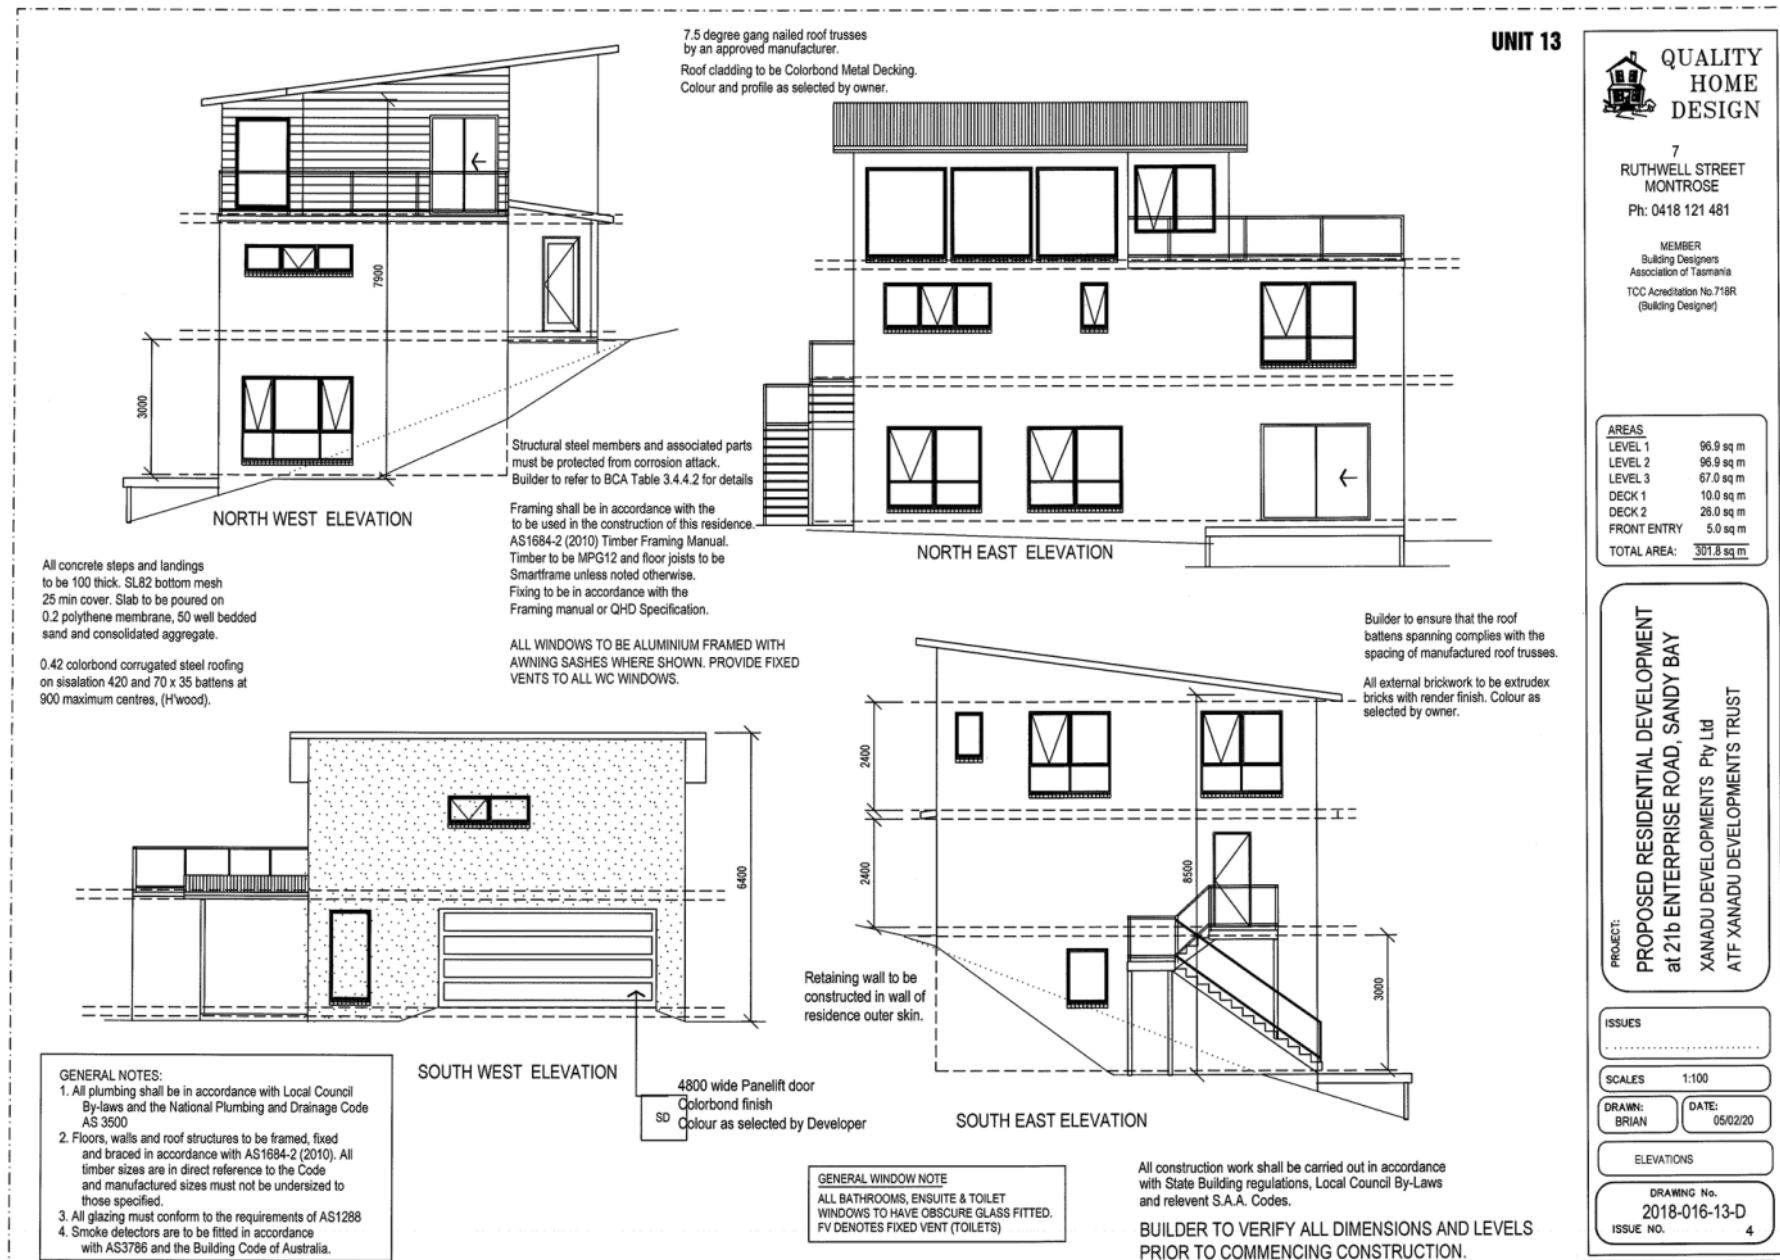 7.5 degree gang nailed roof trusses
by an approved manufacturer.
Roof cladding to be Colorbond Metal Decking.
Colour and profile as selected by owner.
UNIT 13
7900
3000
NORTH WEST ELEVATION
Structural steel members and associated parts
must be protected from corrosion attack.
Builder to refer to BCA Table 3.4.4.2 for details
Framing shall be in accordance with the
to be used in the construction of this residence.
AS1684-2 (2010) Timber Framing Manual.
Timber to be MPG12 and floor joists to be
Smartframe unless noted otherwise.
Fixing to be in accordance with the
Framing manual or QHD Specification.
ALL WINDOWS TO BE ALUMINIUM FRAMED WITH
AWNING SASHES WHERE SHOWN. PROVIDE FIXED
VENTS TO ALL WC WINDOWS.
NORTH EAST ELEVATION
All concrete steps and landings
to be 100 thick. SL82 bottom mesh
25 min cover. Slab to be poured on
0.2 polythene membrane, 50 well bedded
sand and consolidated aggregate.
0.42 colorbond corrugated steel roofing
on sisalation 420 and 70 x 35 battens at
900 maximum centres, (H'wood).
Builder to ensure that the roof
battens spanning complies with the
spacing of manufactured roof trusses.
All external brickwork to be extrudex
bricks with render finish. Colour as
selected by owner.
6400
SOUTH WEST ELEVATION
4800 wide Panelift door
Colorbond finish
Colour as selected by Developer
SD
2400
2400
8500
3000
Retaining wall to be
constructed in wall of
residence outer skin.
SOUTH EAST ELEVATION
GENERAL NOTES:
1. All plumbing shall be in accordance with Local Council
By-laws and the National Plumbing and Drainage Code
AS 3500
2. Floors, walls and roof structures to be framed, fixed
and braced in accordance with AS1684-2 (2010). All
timber sizes are in direct reference to the Code
and manufactured sizes must not be undersized to
those specified.
3. All glazing must conform to the requirements of AS1288
4. Smoke detectors are to be fitted in accordance
with AS3786 and the Building Code of Australia.
GENERAL WINDOW NOTE
ALL BATHROOMS, ENSUITE & TOILET
WINDOWS TO HAVE OBSCURE GLASS FITTED.
FV DENOTES FIXED VENT (TOILETS)
All construction work shall be carried out in accordance
with State Building regulations, Local Council By-Laws
and relevent S.A.A. Codes.
BUILDER TO VERIFY ALL DIMENSIONS AND LEVELS
PRIOR TO COMMENCING CONSTRUCTION.
QUALITY
HOME
DESIGN
7
RUTHWELL STREET
MONTROSE
Ph: 0418 121 481
MEMBER
Building Designers
Association of Tasmania
TCC Acreditation No.718R
(Building Designer)
AREAS
LEVEL 1 96.9 sq m
LEVEL 2 96.9 sq m
LEVEL 3 67.0 sq m
DECK 1 10.0 sq m
DECK 2 26.0 sq m
FRONT ENTRY 5.0 sq m
TOTAL AREA: 301.8 sq m
PROJECT:
PROPOSED RESIDENTIAL DEVELOPMENT
at 21b ENTERPRISE ROAD, SANDY BAY
XANADU DEVELOPMENTS Pty Ltd
ATF XANADU DEVELOPMENTS TRUST
ISSUES
SCALES 1:100
DRAWN:
BRIAN
DATE:
05/02/20
ELEVATIONS
DRAWING No.
2018-016-13-D
ISSUE NO. 4